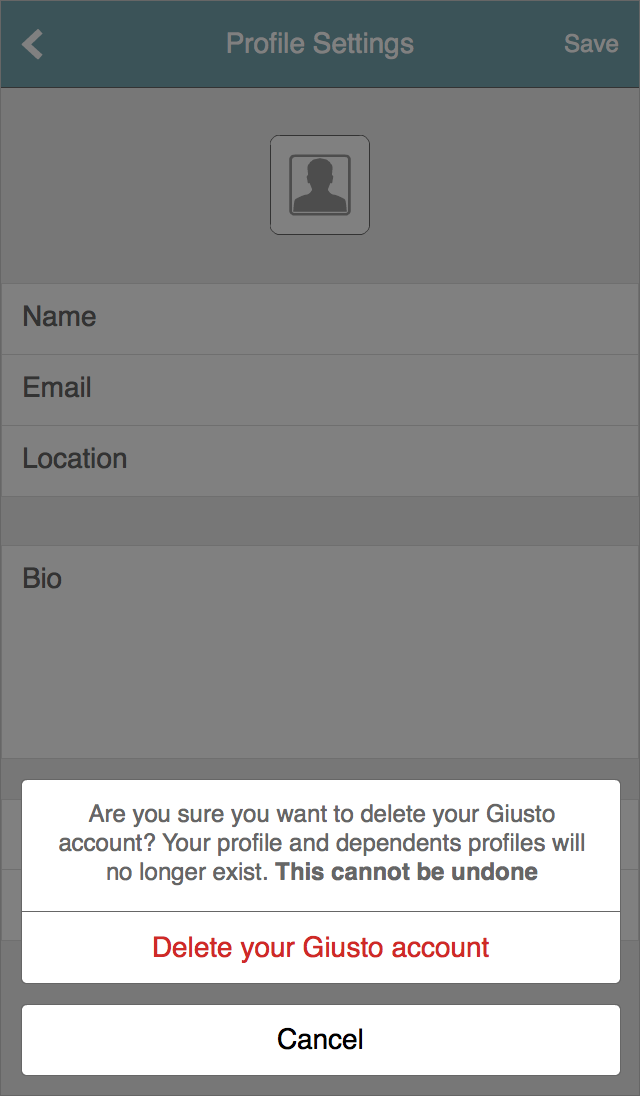 Profile Settings
Save
Name
Email
Location
Bio
Are you sure you want to delete your Giusto
account? Your profile and dependents profiles will
no longer exist. This cannot be undone
Delete your Giusto account
Cancel